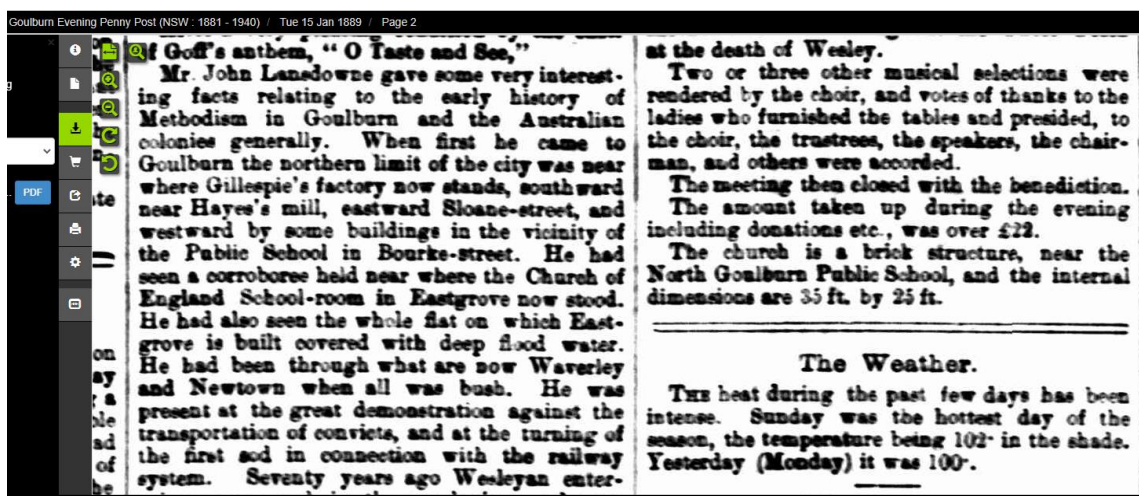 Goulburn Evening Penny Post (NSW : 1881 - 1940) / Tue 15 Jan 1889 / Page 2
PDF
of Goff's anthem, "O Taste and See,"
Mr. John Lansdowne gave some very interest-
ing facts relating to the early history of
Methodism in Goulburn and the Australian
colonies generally. When first he came to
Goulburn the northern limit of the city was near
where Gillespie's factory now stands, southward
near Hayes's mill, eastward Sloane-street, and
westward by some buildings in the vicinity of
the Public School in Bourke-street. He had
seen a corroboree held near where the Church of
England School-room in Eastgrove now stood.
He had also seen the whole flat on which East-
grove is built covered with deep flood water.
He had been through what are now Waverley
and Newtown when all was bush. He was
present at the great demonstration against the
transportation of convicts, and at the turning of
the first sod in connection with the railway
system. Seventy years ago Wesleyan enter-
at the death of Wesley.
Two or three other musical selections were
rendered by the choir, and votes of thanks to the
ladies who furnished the tables and presided, to
the choir, the trustrees, the speakers, the chair-
man, and others were accorded.
The meeting then closed with the benediction.
The amount taken up during the evening
including donations etc., was over £22.
The church is a brick structure, near the
North Goulburn Public School, and the internal
dimensions are 35 ft. by 25 ft.
The Weather.
THE heat during the past few days has been
intense. Sunday was the hottest day of the
season, the temperature being 102· in the shade.
Yesterday (Monday) it was 100·.